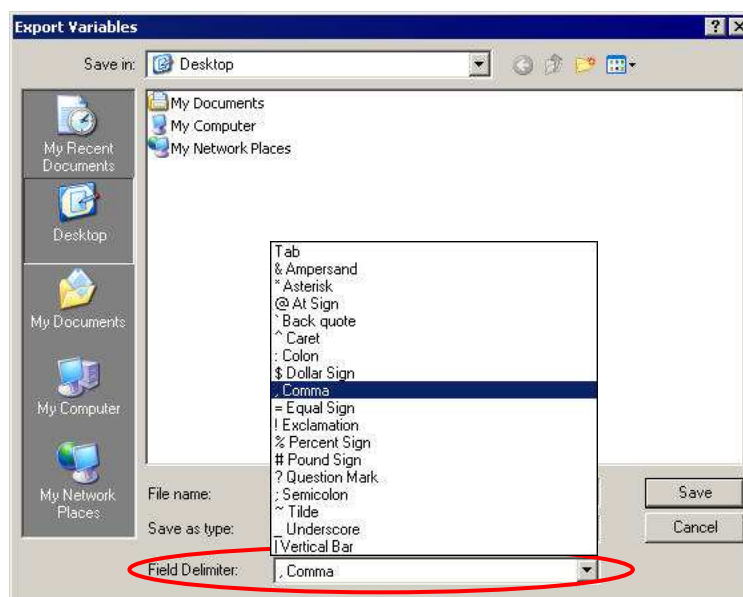 Export Variables
Save in: Desktop
My Documents
My Computer
My Network Places
My Recent
Documents
Desktop
My Documents
My Computer
My Network
Places
Tab
& Ampersand
* Asterisk
@ At Sign
` Back quote
^ Caret
: Colon
$ Dollar Sign
, Comma
= Equal Sign
! Exclamation
% Percent Sign
# Pound Sign
? Question Mark
; Semicolon
~ Tilde
_ Underscore
| Vertical Bar
File name:
Save
Save as type:
Cancel
Field Delimiter: , Comma